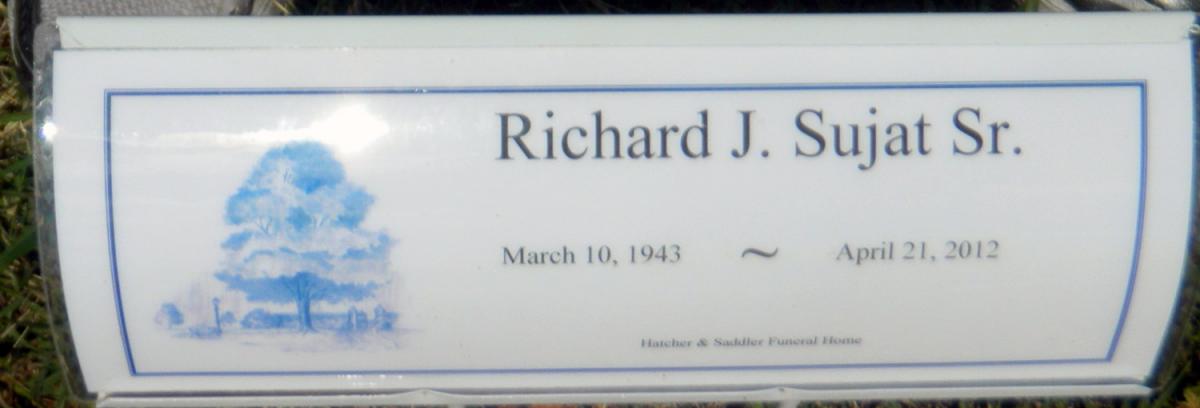 Richard J. Sujat Sr.
March 10, 1943 ~ April 21, 2012
Hatcher & Saddler Funeral Home